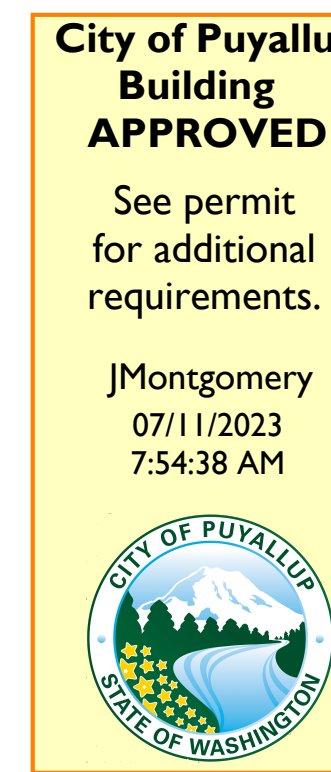 City of Puyallu
Building
APPROVED
See permit
for additional
requirements.
JMontgomery
07/11/2023
7:54:38 AM
CITY OF PUYALLUP
STATE OF WASHINGTON